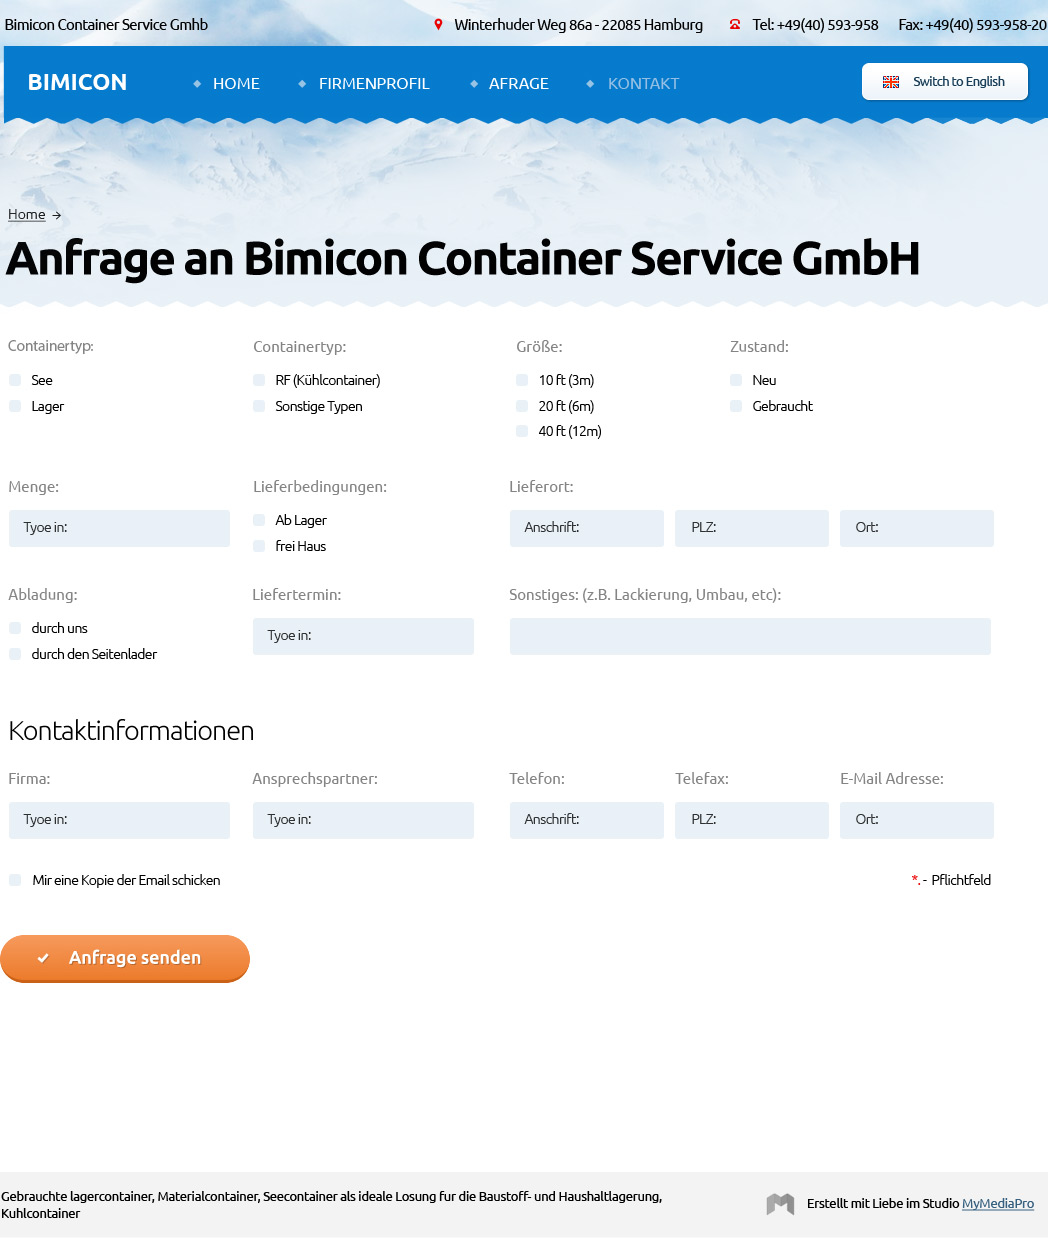 Bimicon Container Service Gmhb
Winterhuder Weg 86a - 22085 Hamburg
Tel: +49(40) 593-958
Fax: +49(40) 593-958-20
BIMICON
HOME
FIRMENPROFIL
AFRAGE
KONTAKT
Switch to English
Home →
Anfrage an Bimicon Container Service GmbH
Containertyp:
See
Lager
Containertyp:
RF (Kühlcontainer)
Sonstige Typen
Größe:
10 ft (3m)
20 ft (6m)
40 ft (12m)
Zustand:
Neu
Gebraucht
Menge:
Tyoe in:
Lieferbedingungen:
Ab Lager
frei Haus
Lieferort:
Anschrift:
PLZ:
Ort:
Abladung:
durch uns
durch den Seitenlader
Liefertermin:
Tyoe in:
Sonstiges: (z.B. Lackierung, Umbau, etc):
Kontaktinformationen
Firma:
Tyoe in:
Ansprechspartner:
Tyoe in:
Telefon:
Anschrift:
Telefax:
PLZ:
E-Mail Adresse:
Ort:
Mir eine Kopie der Email schicken
*. - Pflichtfeld
Anfrage senden
Gebrauchte lagercontainer, Materialcontainer, Seecontainer als ideale Losung fur die Baustoff- und Haushaltlagerung,
Kuhlcontainer
Erstellt mit Liebe im Studio MyMediaPro